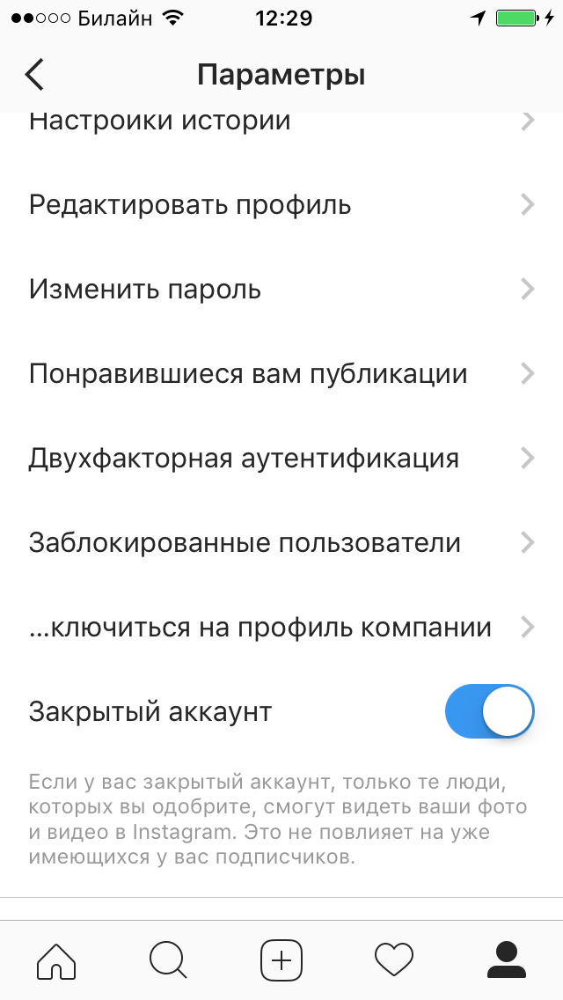 Билайн 12:29
Параметры
Настройки истории
Редактировать профиль
Изменить пароль
Понравившиеся вам публикации
Двухфакторная аутентификация
Заблокированные пользователи
...ключиться на профиль компании
Закрытый аккаунт
Если у вас закрытый аккаунт, только те люди,
которых вы одобрите, смогут видеть ваши фото
и видео в Instagram. Это не повлияет на уже
имеющихся у вас подписчиков.